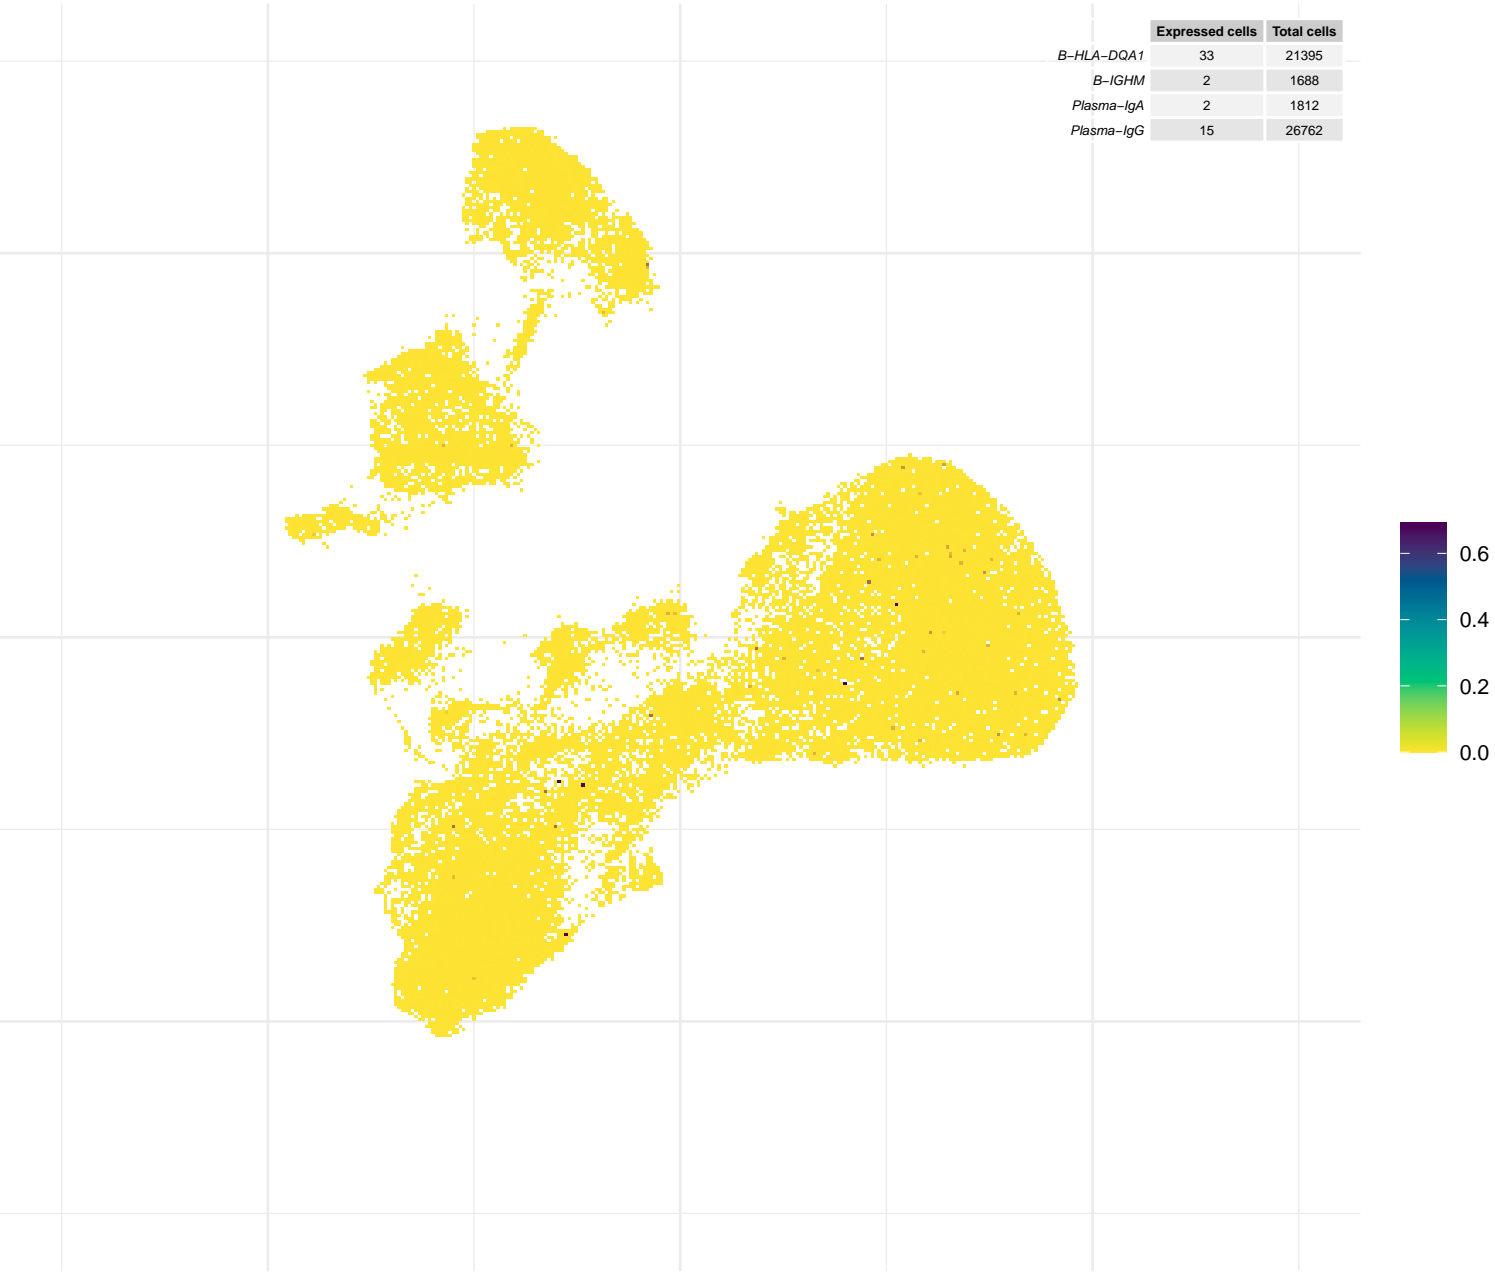 Expressed cells Total cells
B−HLA−DQA1 33 21395
B−IGHM 2 1688
Plasma−IgA 2 1812
Plasma−IgG 15 26762
0.6
0.4
0.2
0.0